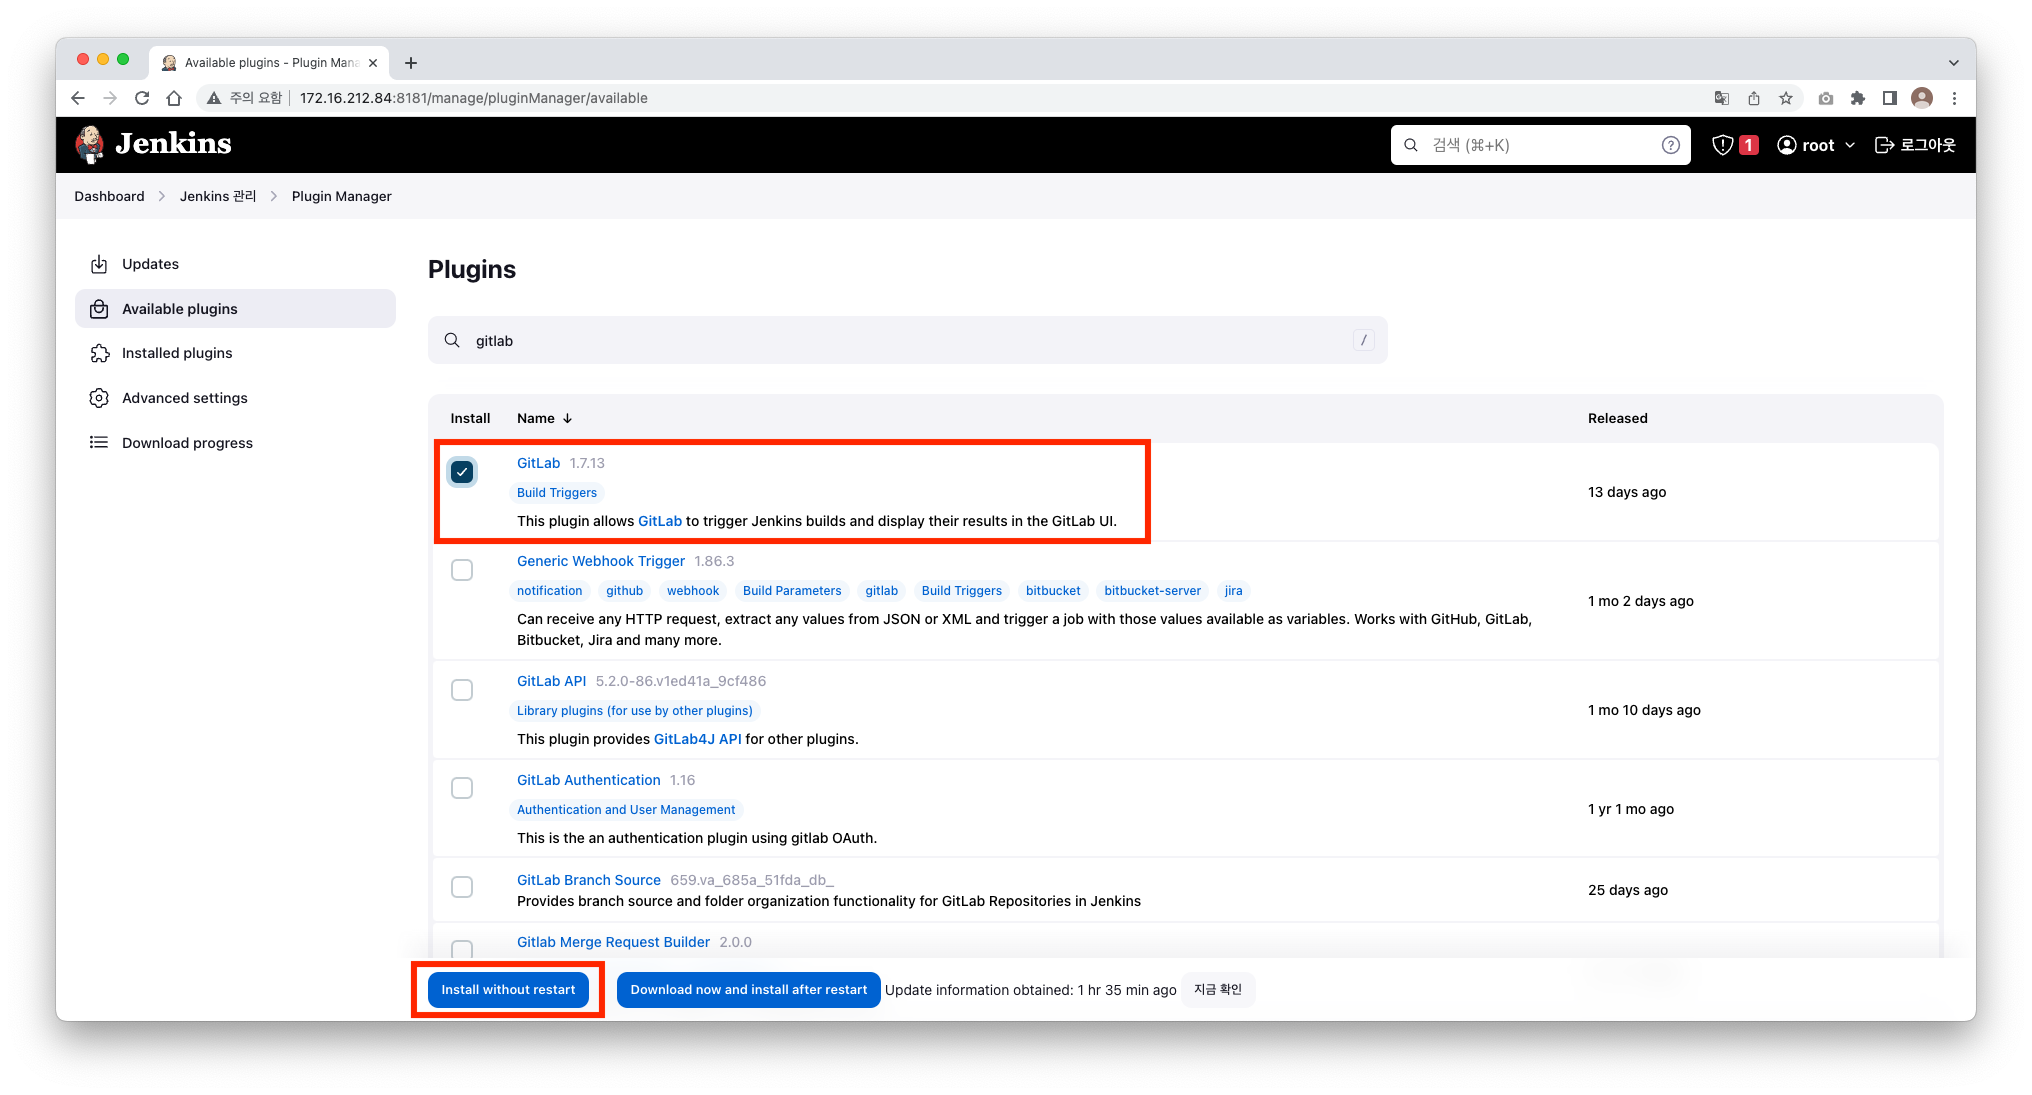 Available plugins - Plugin Mana
주의 요함 172.16.212.84:8181/manage/pluginManager/available
Jenkins
검색 (⌘+K)
1
root
로그아웃
Dashboard
Jenkins 관리
Plugin Manager
Updates
Available plugins
Installed plugins
Advanced settings
Download progress
Plugins
gitlab
/
Install Name ↓ Released
GitLab 1.7.13
Build Triggers
This plugin allows GitLab to trigger Jenkins builds and display their results in the GitLab UI.
13 days ago
Generic Webhook Trigger 1.86.3
notification github webhook Build Parameters gitlab Build Triggers bitbucket bitbucket-server jira
Can receive any HTTP request, extract any values from JSON or XML and trigger a job with those values available as variables. Works with GitHub, GitLab,
Bitbucket, Jira and many more.
1 mo 2 days ago
GitLab API 5.2.0-86.v1ed41a_9cf486
Library plugins (for use by other plugins)
This plugin provides GitLab4J API for other plugins.
1 mo 10 days ago
GitLab Authentication 1.16
Authentication and User Management
This is the an authentication plugin using gitlab OAuth.
1 yr 1 mo ago
GitLab Branch Source 659.va_685a_51fda_db_
Provides branch source and folder organization functionality for GitLab Repositories in Jenkins
25 days ago
Gitlab Merge Request Builder 2.0.0
Install without restart
Download now and install after restart
Update information obtained: 1 hr 35 min ago
지금 확인